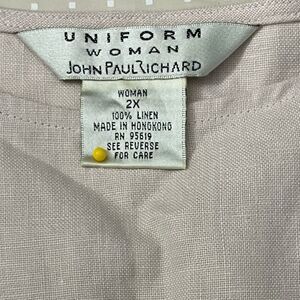 UNIFORM
WOMAN
JOHN PAUL RICHARD
WOMAN
2X
100% LINEN
MADE IN HONGKONG
RN 95619
SEE REVERSE
FOR CARE